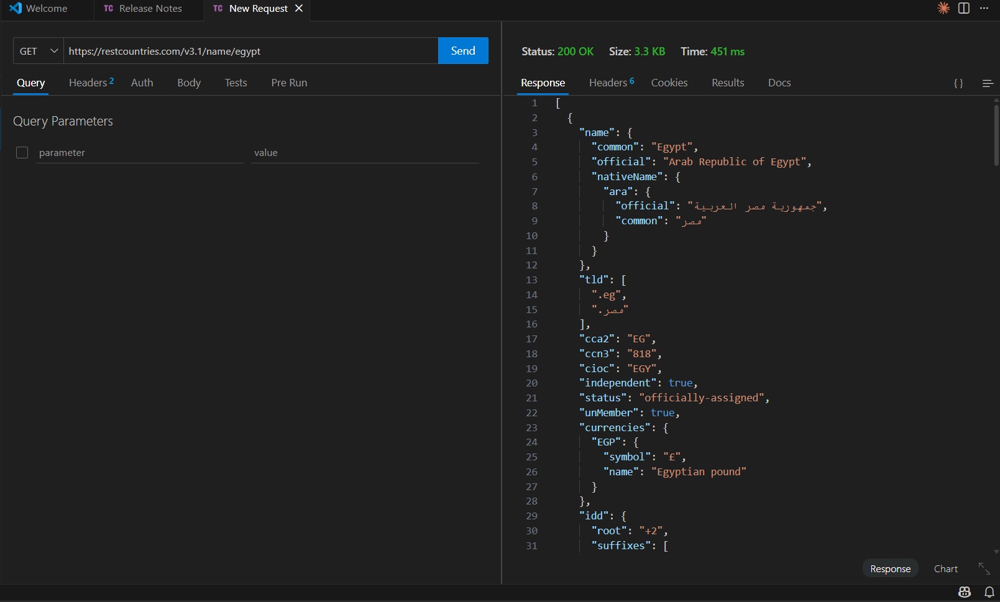 Welcome
TC Release Notes
TC New Request
GET
https://restcountries.com/v3.1/name/egypt
Send
Query
Headers 2
Auth
Body
Tests
Pre Run
Query Parameters
parameter
value
Status: 200 OK Size: 3.3 KB Time: 451 ms
Response
Headers 6
Cookies
Results
Docs
{}
1 [
2 {
3 "name": {
4 "common": "Egypt",
5 "official": "Arab Republic of Egypt",
6 "nativeName": {
7 "ara": {
8 "official": "جمهورية مصر العربية",
9 "common": "مصر"
10 }
11 }
12 },
13 "tld": [
14 ".eg",
15 ".مصر"
16 ],
17 "cca2": "EG",
18 "ccn3": "818",
19 "cioc": "EGY",
20 "independent": true,
21 "status": "officially-assigned",
22 "unMember": true,
23 "currencies": {
24 "EGP": {
25 "symbol": "£",
26 "name": "Egyptian pound"
27 }
28 },
29 "idd": {
30 "root": "+2",
31 "suffixes": [
Response
Chart